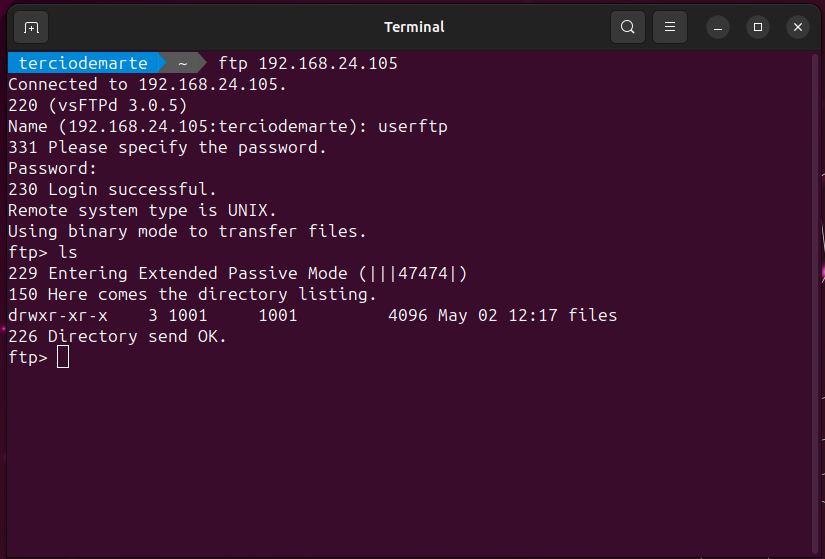 Terminal
terciodemarte ~ ftp 192.168.24.105
Connected to 192.168.24.105.
220 (vsFTPd 3.0.5)
Name (192.168.24.105:terciodemarte): userftp
331 Please specify the password.
Password:
230 Login successful.
Remote system type is UNIX.
Using binary mode to transfer files.
ftp> ls
229 Entering Extended Passive Mode (|||47474|)
150 Here comes the directory listing.
drwxr-xr-x    3 1001     1001         4096 May 02 12:17 files
226 Directory send OK.
ftp>